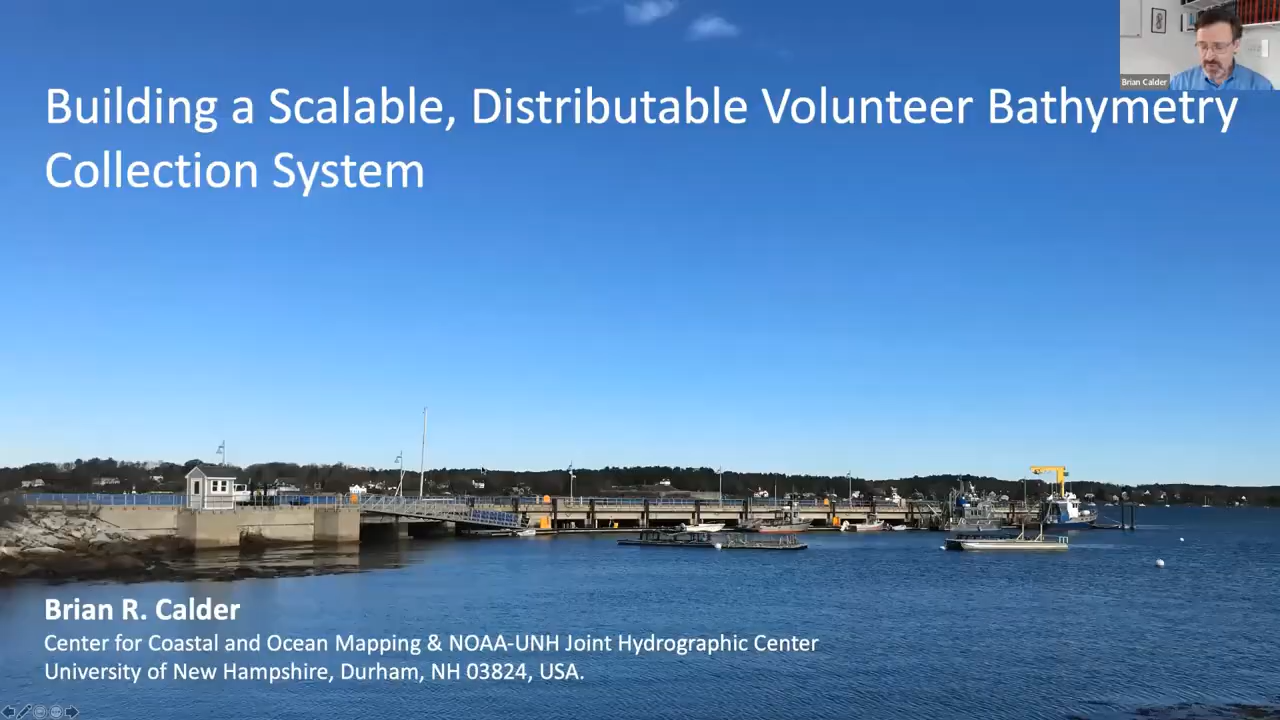 Building a Scalable, Distributable Volunteer Bathymetry
Collection System
Brian Calder
Brian R. Calder
Center for Coastal and Ocean Mapping & NOAA-UNH Joint Hydrographic Center
University of New Hampshire, Durham, NH 03824, USA.